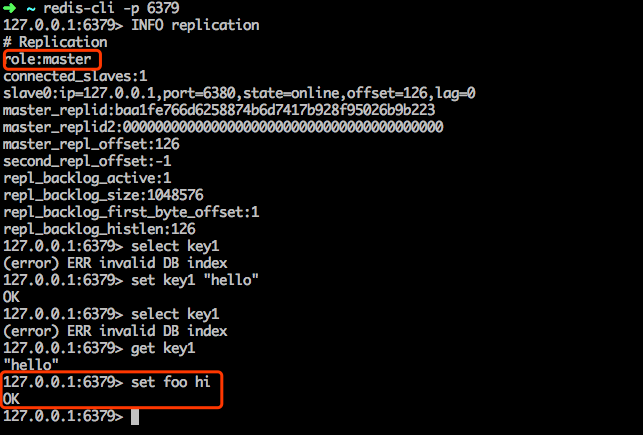 ➜ ~ redis-cli -p 6379
127.0.0.1:6379> INFO replication
# Replication
role:master
connected_slaves:1
slave0:ip=127.0.0.1,port=6380,state=online,offset=126,lag=0
master_replid:baa1fe766d6258874b6d7417b928f95026b9b223
master_replid2:0000000000000000000000000000000000000000
master_repl_offset:126
second_repl_offset:-1
repl_backlog_active:1
repl_backlog_size:1048576
repl_backlog_first_byte_offset:1
repl_backlog_histlen:126
127.0.0.1:6379> select key1
(error) ERR invalid DB index
127.0.0.1:6379> set key1 "hello"
OK
127.0.0.1:6379> select key1
(error) ERR invalid DB index
127.0.0.1:6379> get key1
"hello"
127.0.0.1:6379> set foo hi
OK
127.0.0.1:6379>